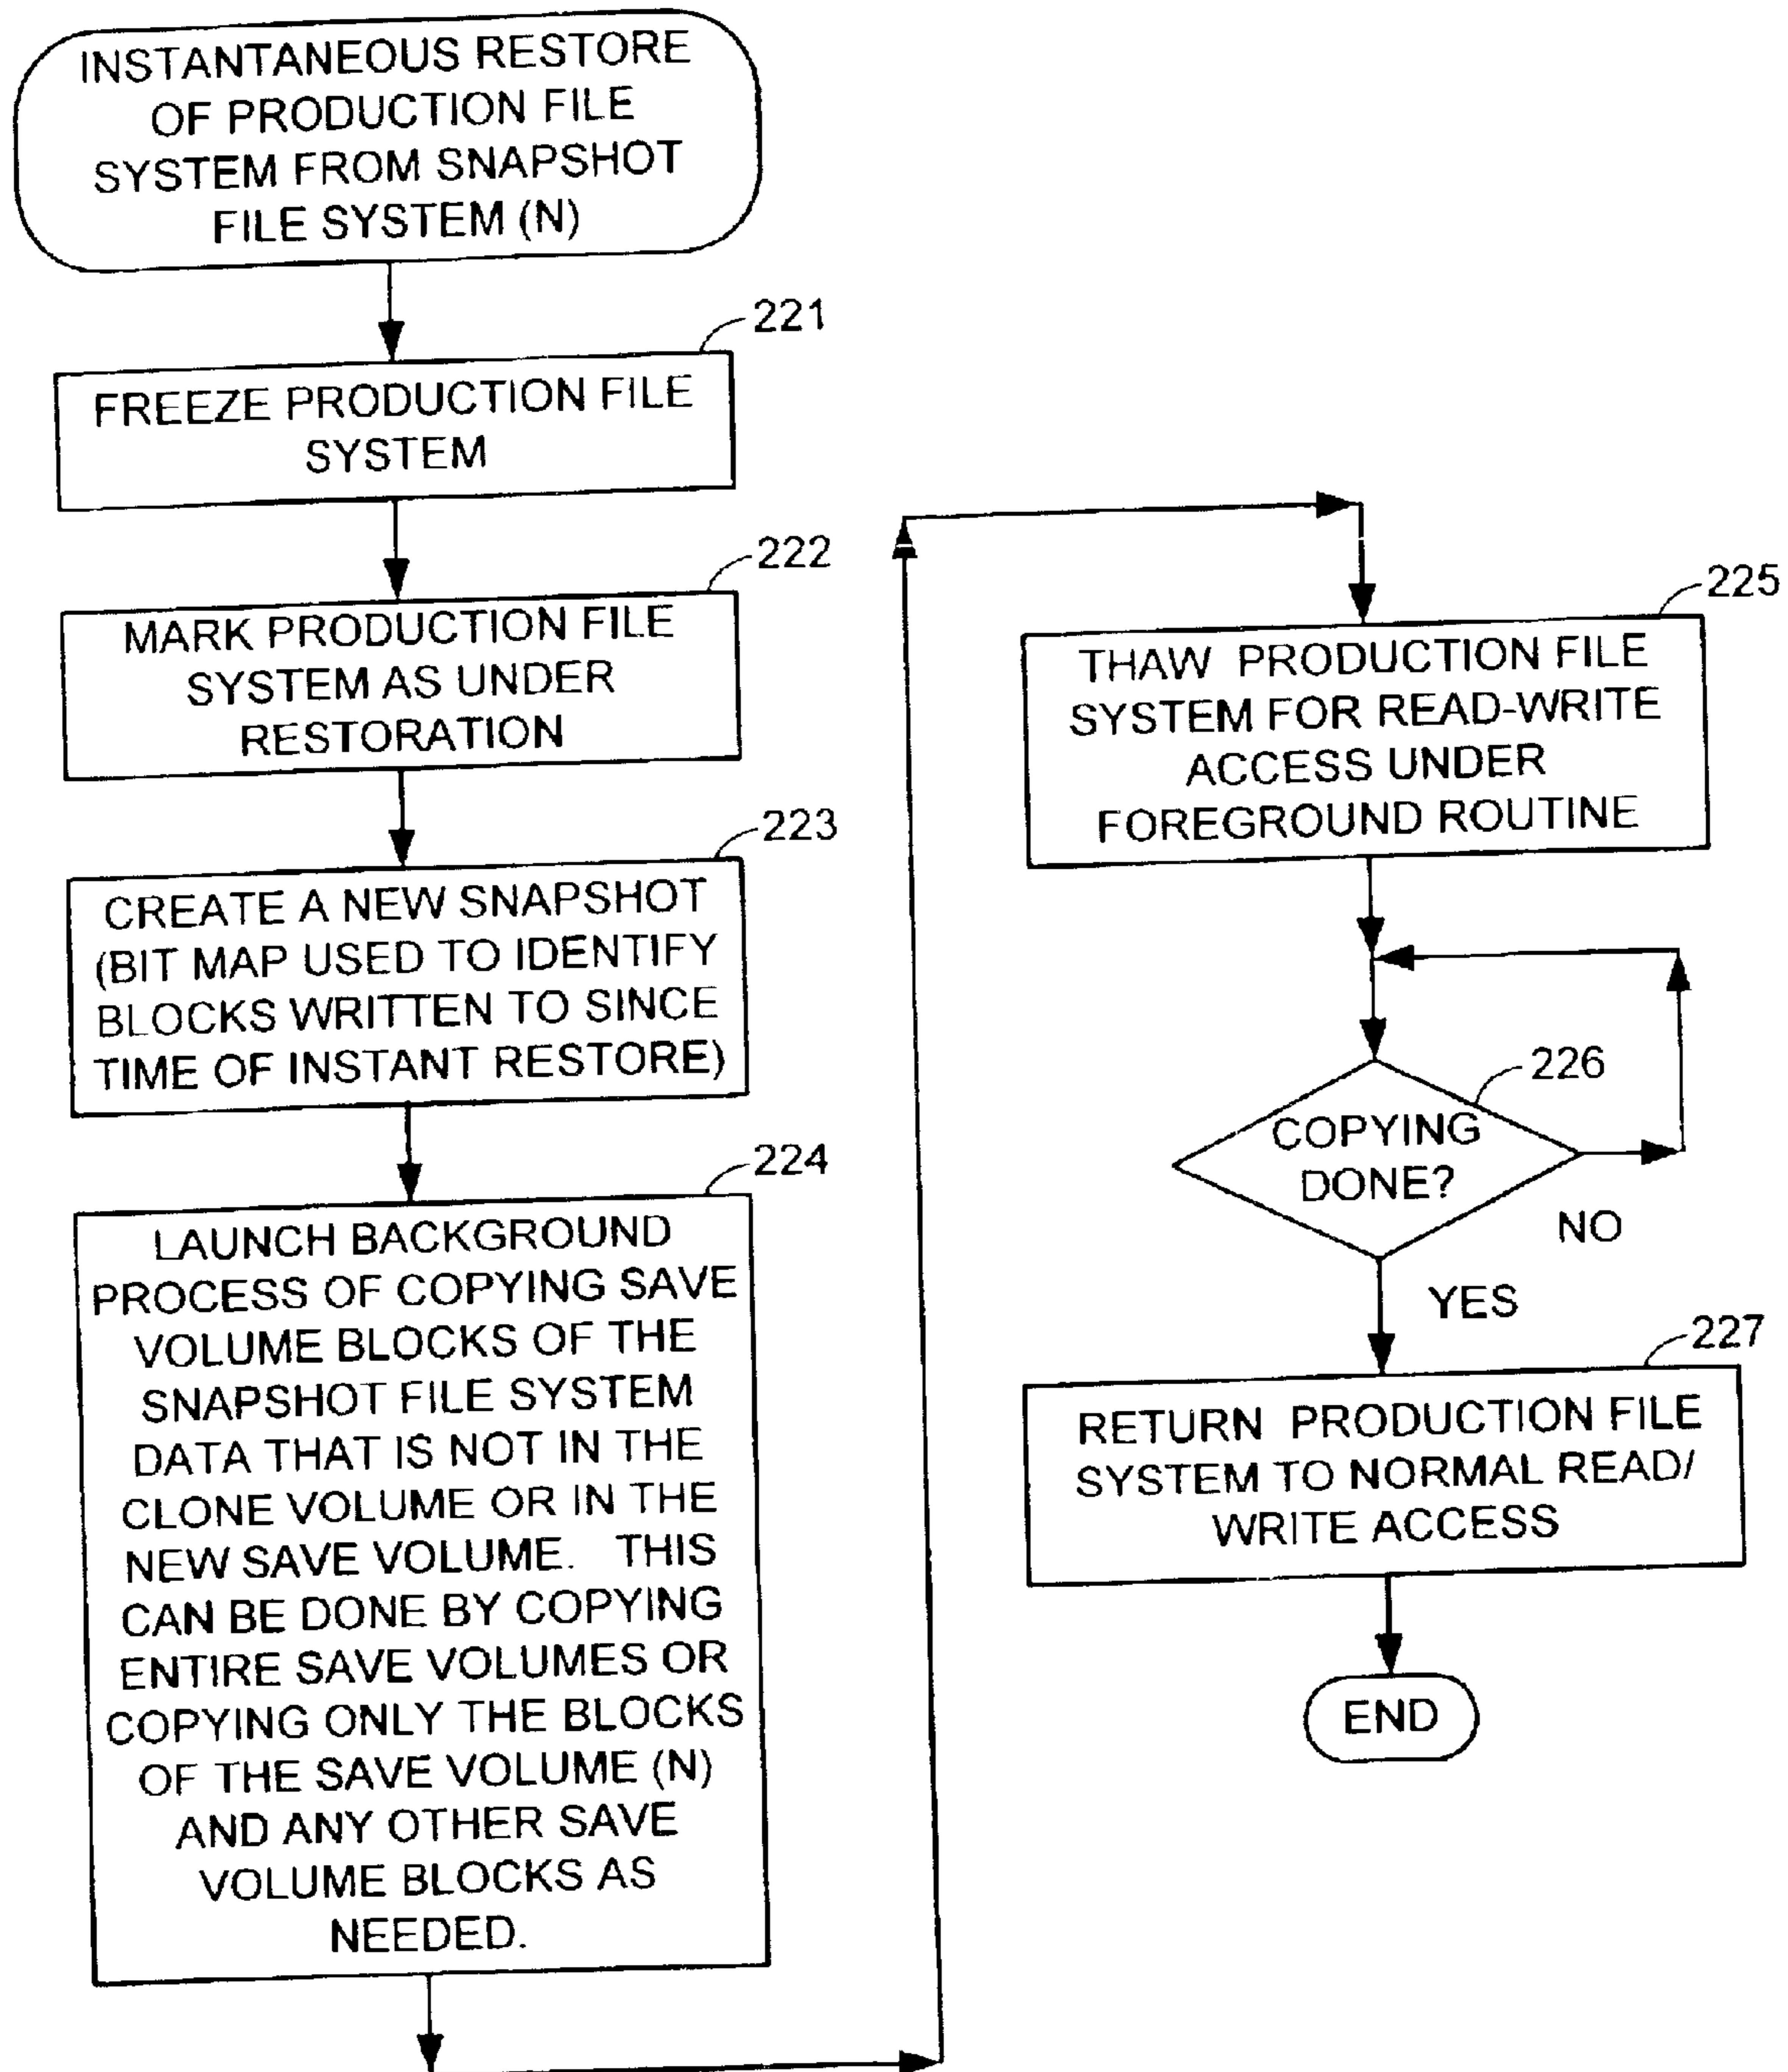 INSTANTANEOUS RESTORE
OF PRODUCTION FILE
SYSTEM FROM SNAPSHOT
FILE SYSTEM (N)
221
FREEZE PRODUCTION FILE
SYSTEM
222
MARK PRODUCTION FILE
SYSTEM AS UNDER
RESTORATION
223
CREATE A NEW SNAPSHOT
(BIT MAP USED TO IDENTIFY
BLOCKS WRITTEN TO SINCE
TIME OF INSTANT RESTORE)
224
LAUNCH BACKGROUND
PROCESS OF COPYING SAVE
VOLUME BLOCKS OF THE
SNAPSHOT FILE SYSTEM
DATA THAT IS NOT IN THE
CLONE VOLUME OR IN THE
NEW SAVE VOLUME. THIS
CAN BE DONE BY COPYING
ENTIRE SAVE VOLUMES OR
COPYING ONLY THE BLOCKS
OF THE SAVE VOLUME (N)
AND ANY OTHER SAVE
VOLUME BLOCKS AS
NEEDED.
225
THAW PRODUCTION FILE
SYSTEM FOR READ-WRITE
ACCESS UNDER
FOREGROUND ROUTINE
226
COPYING
DONE?
NO
YES
227
RETURN PRODUCTION FILE
SYSTEM TO NORMAL READ/
WRITE ACCESS
END